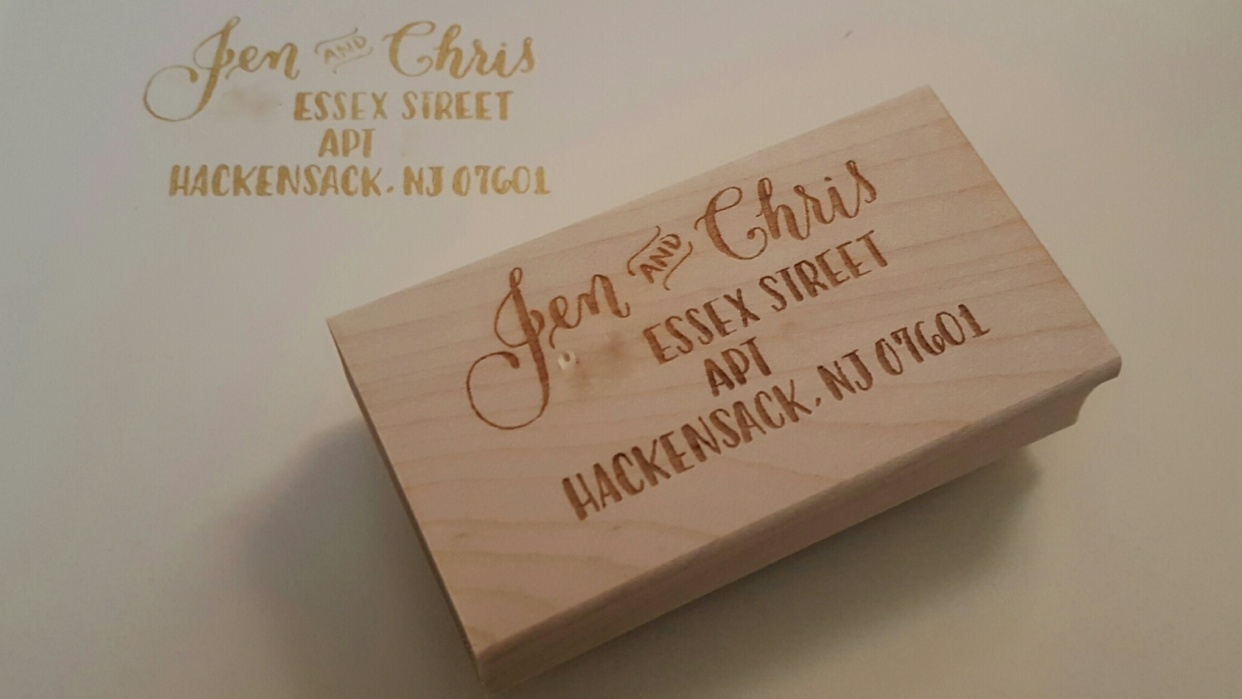 Jen AND Chris
ESSEX STREET
APT
HACKENSACK, NJ 07601
Jen AND Chris
ESSEX STREET
APT
HACKENSACK, NJ 07601